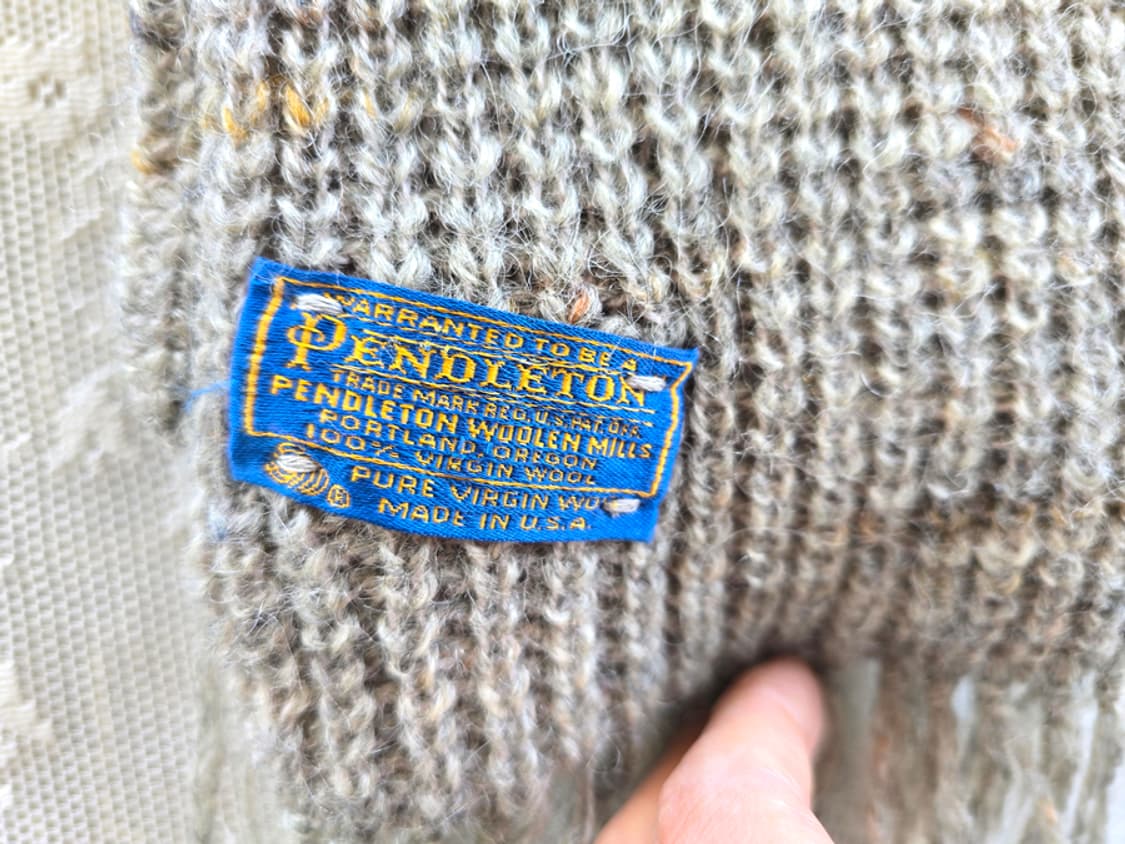 WARRANTED TO BE A
PENDLETON
TRADE MARK REG. U.S. PAT. OFF.
PENDLETON WOOLEN MILLS
PORTLAND, OREGON
100% VIRGIN WOOL
PURE VIRGIN WO
® MADE IN U.S.A.